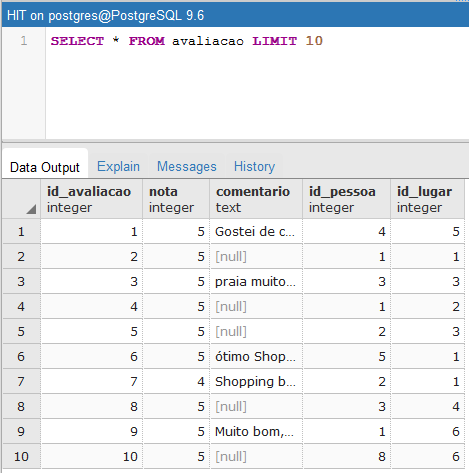 HIT on postgres@PostgreSQL 9.6
1 SELECT * FROM avaliacao LIMIT 10
Data Output Explain Messages History
id_avaliacao nota comentario id_pessoa id_lugar
integer integer text integer integer
1 1 5 Gostei de c... 4 5
2 2 5 [null] 1 1
3 3 5 praia muito... 3 3
4 4 5 [null] 1 2
5 5 5 [null] 2 3
6 6 5 ótimo Shop... 5 1
7 7 4 Shopping b... 2 1
8 8 5 [null] 3 4
9 9 5 Muito bom,... 1 6
10 10 5 [null] 8 6